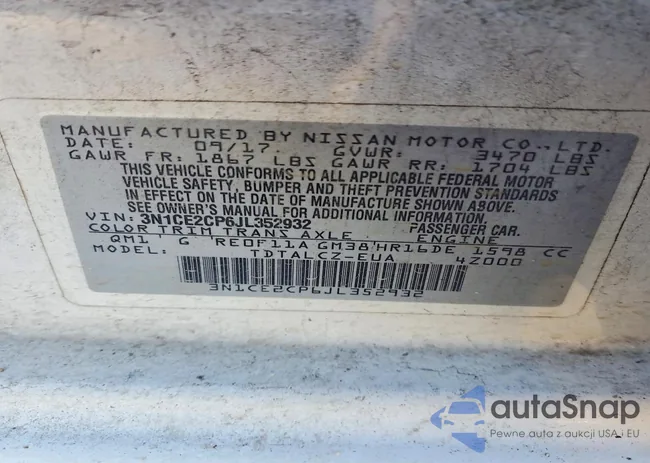 MANUFACTURED BY NISSAN MOTOR CO., LTD.
DATE: 09/17 GVWR: 3470 LBS
GAWR FR: 1867 LBS GAWR RR: 1704 LBS
THIS VEHICLE CONFORMS TO ALL APPLICABLE FEDERAL MOTOR
VEHICLE SAFETY, BUMPER AND THEFT PREVENTION STANDARDS
IN EFFECT ON THE DATE OF MANUFACTURE SHOWN ABOVE.
SEE OWNER'S MANUAL FOR ADDITIONAL INFORMATION.
VIN: 3N1CE2CP6JL352932 PASSENGER CAR.
COLOR TRIM TRANS AXLE ENGINE
QM1 G RE0F11A GM38 HR16DE 1598 CC
MODEL: TDTALCZ-EUA 4Z000
3N1CE2CP6JL352932
autaSnap
Pewne auta z aukcji USA i EU